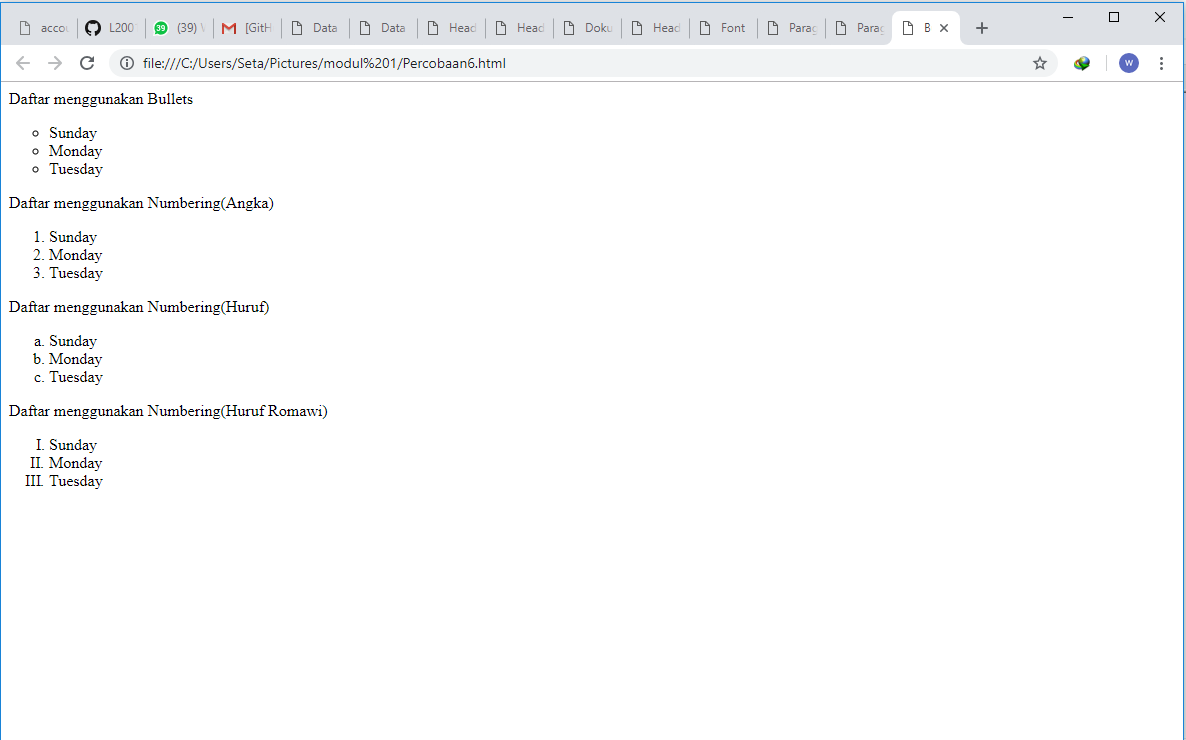 accou
L200
39
(39)
[GitH
Data
Data
Head
Head
Doku
Head
Font
Parag
Parag
B
file:///C:/Users/Seta/Pictures/modul%201/Percobaan6.html
W
Daftar menggunakan Bullets
Sunday
Monday
Tuesday
Daftar menggunakan Numbering(Angka)
1. Sunday
2. Monday
3. Tuesday
Daftar menggunakan Numbering(Huruf)
a. Sunday
b. Monday
c. Tuesday
Daftar menggunakan Numbering(Huruf Romawi)
I. Sunday
II. Monday
III. Tuesday